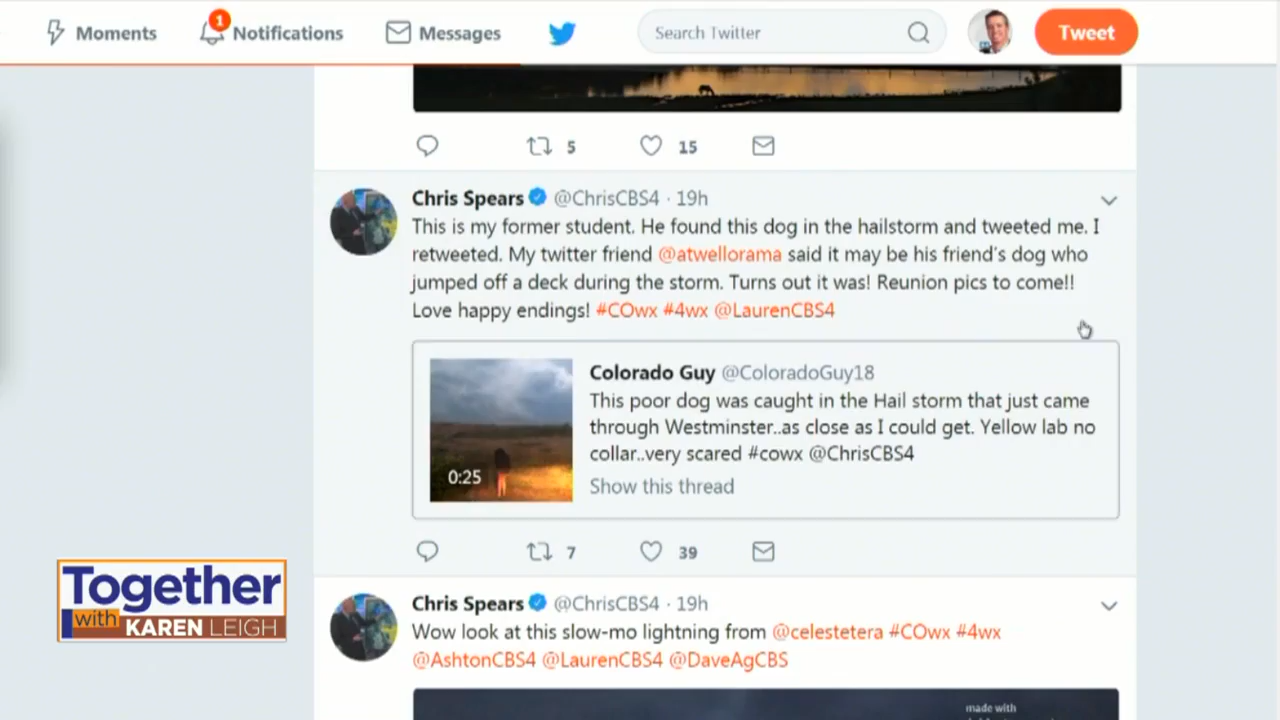 Moments
1
Notifications
Messages
Search Twitter
Tweet
5
15
Chris Spears @ChrisCBS4 · 19h
This is my former student. He found this dog in the hailstorm and tweeted me. I
retweeted. My twitter friend @atwellorama said it may be his friend's dog who
jumped off a deck during the storm. Turns out it was! Reunion pics to come!!
Love happy endings! #COwx #4wx @LaurenCBS4
Colorado Guy @ColoradoGuy18
This poor dog was caught in the Hail storm that just came
through Westminster..as close as I could get. Yellow lab no
collar..very scared #cowx @ChrisCBS4
0:25
Show this thread
7
39
Together
with
KAREN LEIGH
Chris Spears @ChrisCBS4 · 19h
Wow look at this slow-mo lightning from @celestetera #COwx #4wx
@AshtonCBS4 @LaurenCBS4 @DaveAgCBS
made with